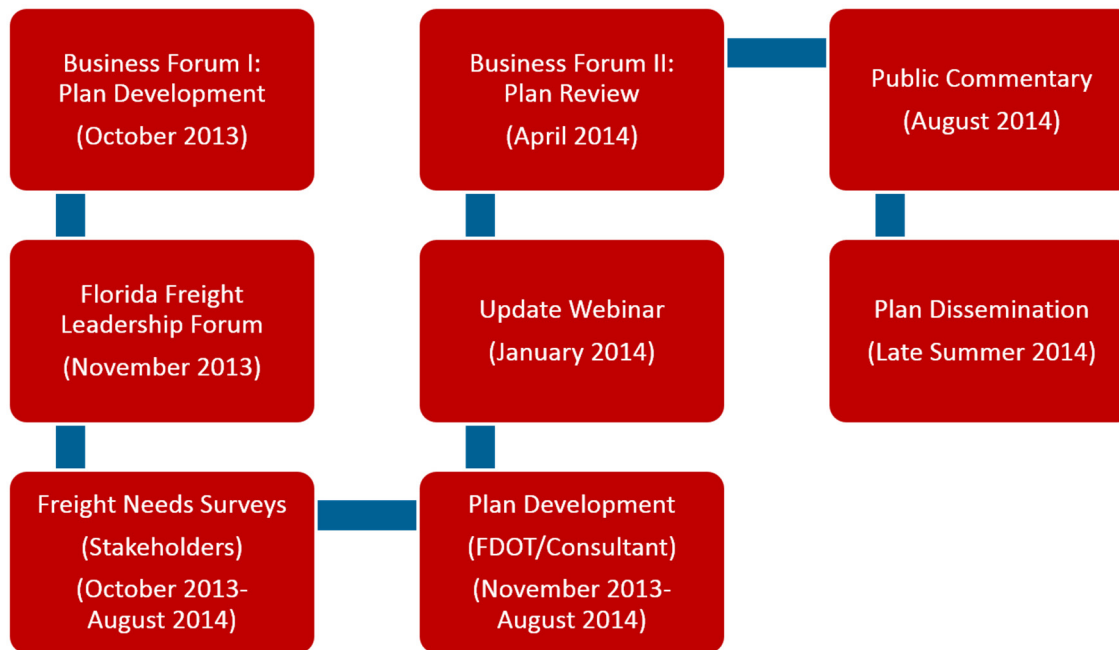 Business Forum I:
Plan Development
(October 2013)
Florida Freight
Leadership Forum
(November 2013)
Freight Needs Surveys
(Stakeholders)
(October 2013-
August 2014)
Plan Development
(FDOT/Consultant)
(November 2013-
August 2014)
Update Webinar
(January 2014)
Business Forum II:
Plan Review
(April 2014)
Public Commentary
(August 2014)
Plan Dissemination
(Late Summer 2014)